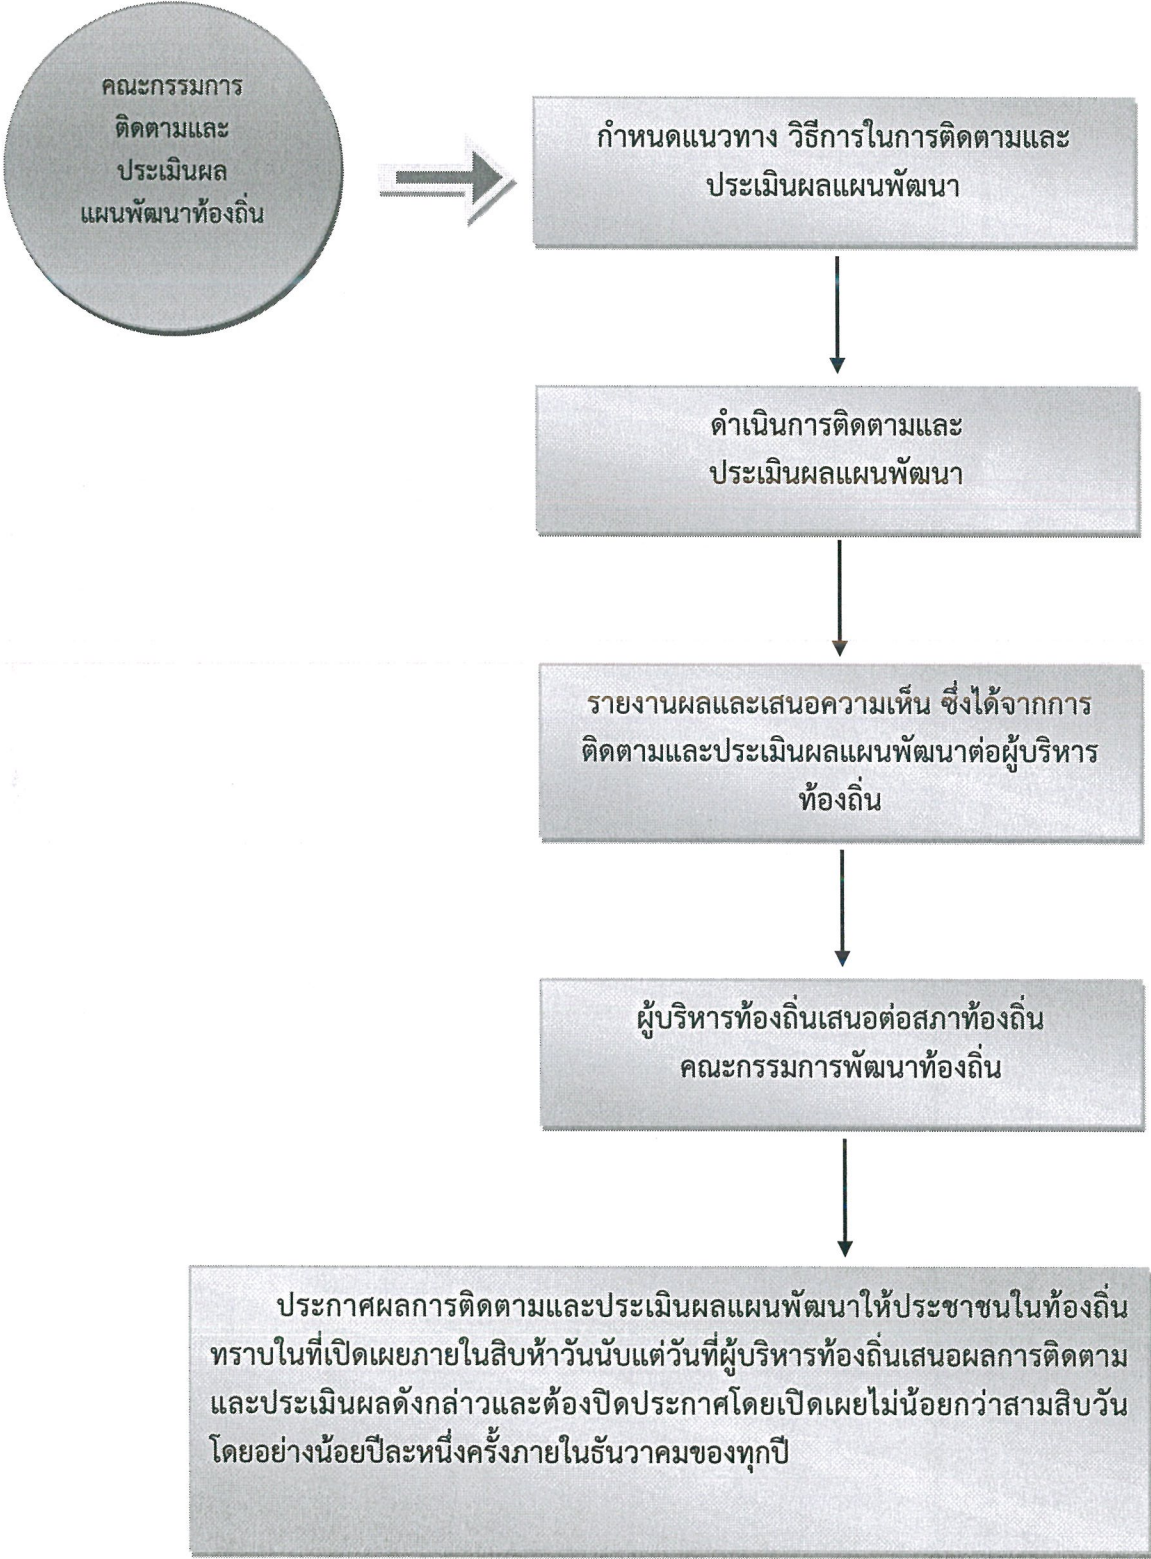 คณะกรรมการ
ติดตามและ
ประเมินผล
แผนพัฒนาท้องถิ่น
กำหนดแนวทาง วิธีการในการติดตามและ
ประเมินผลแผนพัฒนา
ดำเนินการติดตามและ
ประเมินผลแผนพัฒนา
รายงานผลและเสนอความเห็น ซึ่งได้จากการ
ติดตามและประเมินผลแผนพัฒนาต่อผู้บริหาร
ท้องถิ่น
ผู้บริหารท้องถิ่นเสนอต่อสภาท้องถิ่น
คณะกรรมการพัฒนาท้องถิ่น
ประกาศผลการติดตามและประเมินผลแผนพัฒนาให้ประชาชนในท้องถิ่น
ทราบในที่เปิดเผยภายในสิบห้าวันนับแต่วันที่ผู้บริหารท้องถิ่นเสนอผลการติดตาม
และประเมินผลดังกล่าวและต้องปิดประกาศโดยเปิดเผยไม่น้อยกว่าสามสิบวัน
โดยอย่างน้อยปีละหนึ่งครั้งภายในธันวาคมของทุกปี